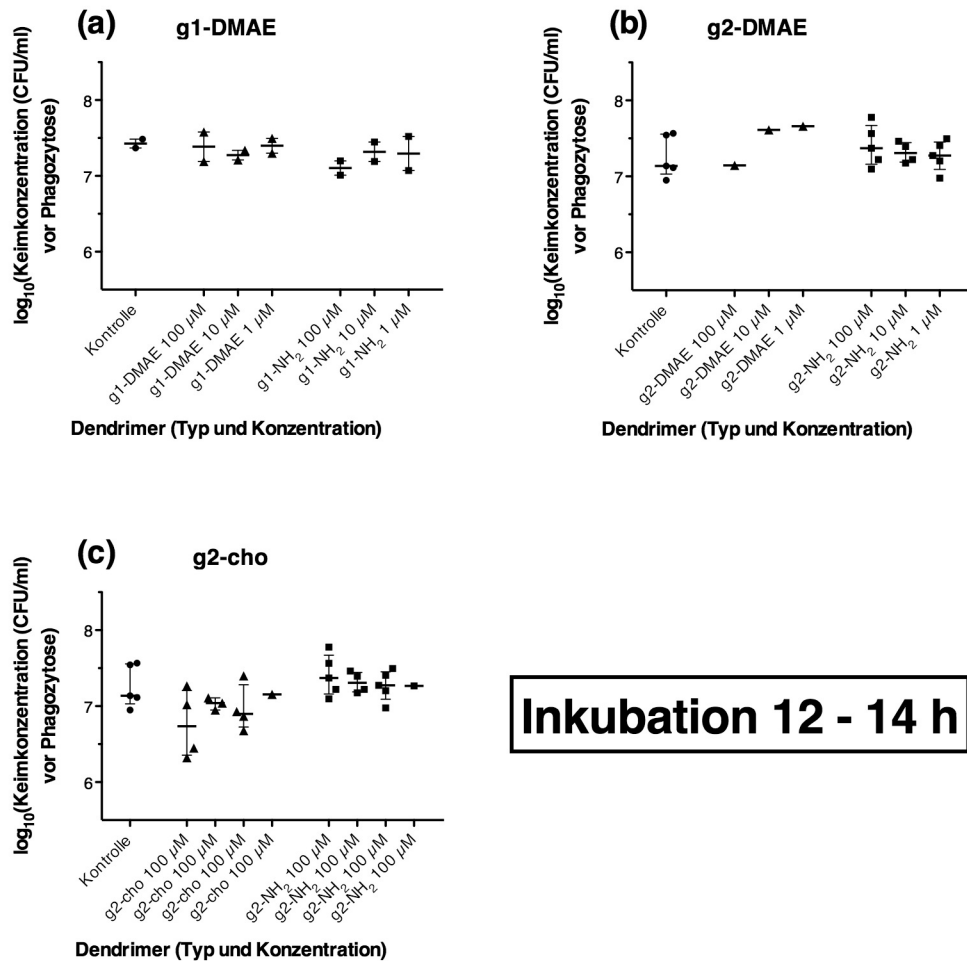 (a)
g1-DMAE
log10(Keimkonzentration (CFU/ml)
vor Phagozytose)
8
7
6
Kontrolle
g1-DMAE 100 µM
g1-DMAE 10 µM
g1-DMAE 1 µM
g1-NH2 100 µM
g1-NH2 10 µM
g1-NH2 1 µM
Dendrimer (Typ und Konzentration)
(b)
g2-DMAE
log10(Keimkonzentration (CFU/ml)
vor Phagozytose)
8
7
6
Kontrolle
g2-DMAE 100 µM
g2-DMAE 10 µM
g2-DMAE 1 µM
g2-NH2 100 µM
g2-NH2 10 µM
g2-NH2 1 µM
Dendrimer (Typ und Konzentration)
(c)
g2-cho
log10(Keimkonzentration (CFU/ml)
vor Phagozytose)
8
7
6
Kontrolle
g2-cho 100 µM
g2-cho 100 µM
g2-cho 100 µM
g2-cho 100 µM
g2-NH2 100 µM
g2-NH2 100 µM
g2-NH2 100 µM
g2-NH2 100 µM
Dendrimer (Typ und Konzentration)
Inkubation 12 - 14 h